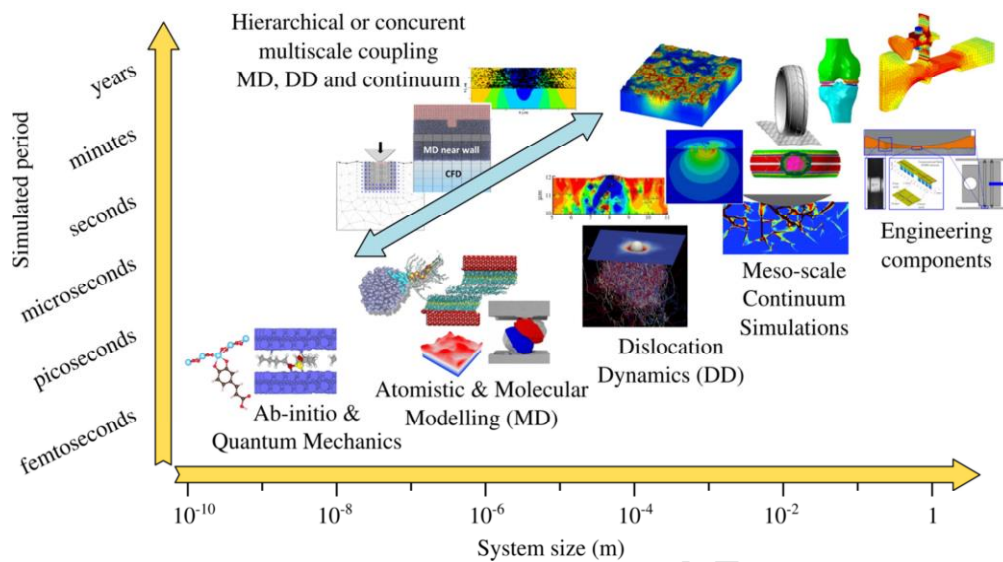 Hierarchical or concurent
multiscale coupling
MD, DD and continuum
Simulated period
years
minutes
seconds
microseconds
picoseconds
femtoseconds
MD near wall
CFD
Ab-initio &
Quantum Mechanics
Atomistic & Molecular
Modelling (MD)
Dislocation
Dynamics (DD)
Meso-scale
Continuum
Simulations
Engineering
components
10-10
10-8
10-6
10-4
10-2
1
System size (m)